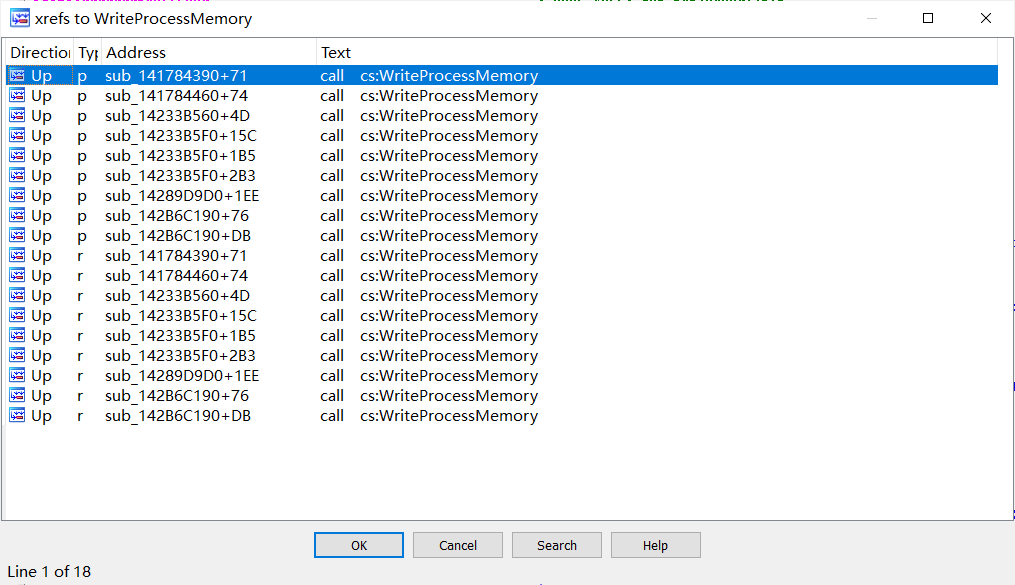 xrefs to WriteProcessMemory
Directior Typ Address Text
Up p sub_141784390+71 call cs:WriteProcessMemory
Up p sub_141784460+74 call cs:WriteProcessMemory
Up p sub_14233B560+4D call cs:WriteProcessMemory
Up p sub_14233B5F0+15C call cs:WriteProcessMemory
Up p sub_14233B5F0+1B5 call cs:WriteProcessMemory
Up p sub_14233B5F0+2B3 call cs:WriteProcessMemory
Up p sub_14289D9D0+1EE call cs:WriteProcessMemory
Up p sub_142B6C190+76 call cs:WriteProcessMemory
Up p sub_142B6C190+DB call cs:WriteProcessMemory
Up r sub_141784390+71 call cs:WriteProcessMemory
Up r sub_141784460+74 call cs:WriteProcessMemory
Up r sub_14233B560+4D call cs:WriteProcessMemory
Up r sub_14233B5F0+15C call cs:WriteProcessMemory
Up r sub_14233B5F0+1B5 call cs:WriteProcessMemory
Up r sub_14233B5F0+2B3 call cs:WriteProcessMemory
Up r sub_14289D9D0+1EE call cs:WriteProcessMemory
Up r sub_142B6C190+76 call cs:WriteProcessMemory
Up r sub_142B6C190+DB call cs:WriteProcessMemory
OK Cancel Search Help
Line 1 of 18